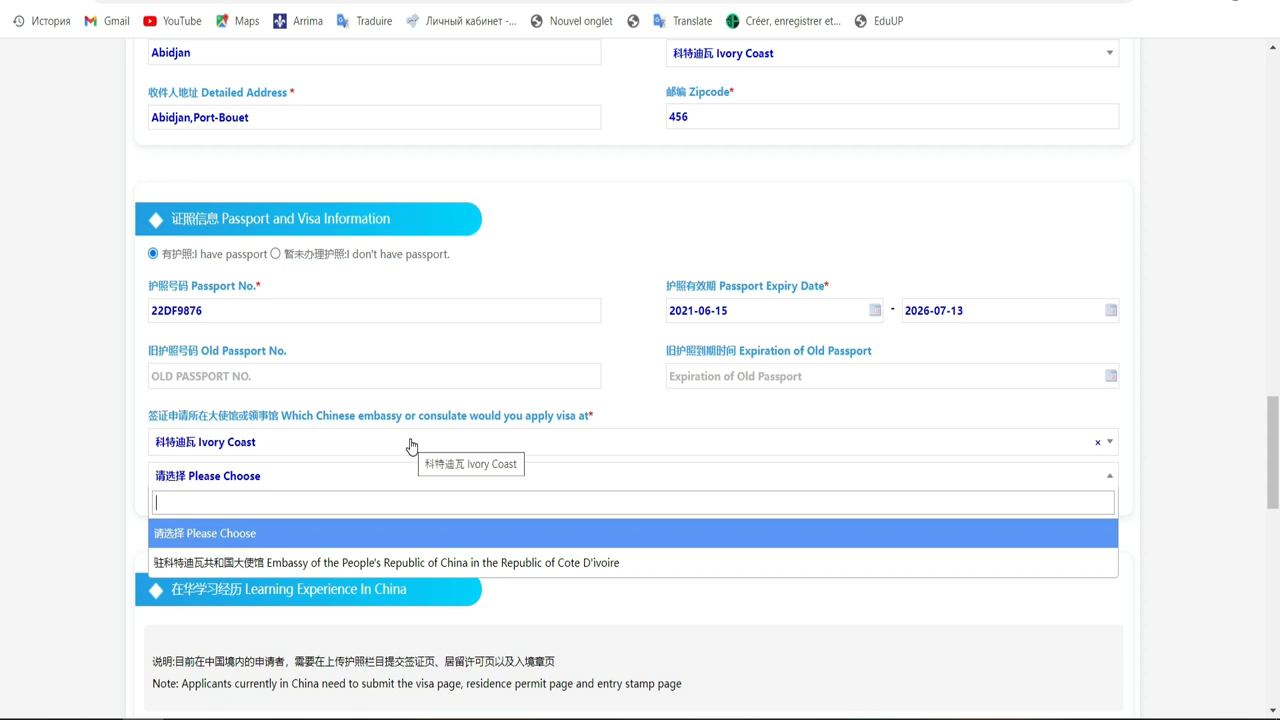 История Gmail YouTube Maps Arrima Traduire Личный кабинет -... Nouvel onglet Translate Créer, enregistrer et... EduUP
Abidjan 科特迪瓦 Ivory Coast
收件人地址 Detailed Address * 邮编 Zipcode*
Abidjan,Port-Bouet 456
证照信息 Passport and Visa Information
有护照:I have passport 暂未办理护照:I don't have passport.
护照号码 Passport No.* 护照有效期 Passport Expiry Date*
22DF9876 2021-06-15 - 2026-07-13
旧护照号码 Old Passport No. 旧护照到期时间 Expiration of Old Passport
OLD PASSPORT NO. Expiration of Old Passport
签证申请所在大使馆或领事馆 Which Chinese embassy or consulate would you apply visa at*
科特迪瓦 Ivory Coast ×
科特迪瓦 Ivory Coast
请选择 Please Choose
请选择 Please Choose
驻科特迪瓦共和国大使馆 Embassy of the People's Republic of China in the Republic of Cote D'ivoire
在华学习经历 Learning Experience In China
说明:目前在中国境内的申请者，需要在上传护照栏目提交签证页、居留许可页以及入境章页
Note: Applicants currently in China need to submit the visa page, residence permit page and entry stamp page